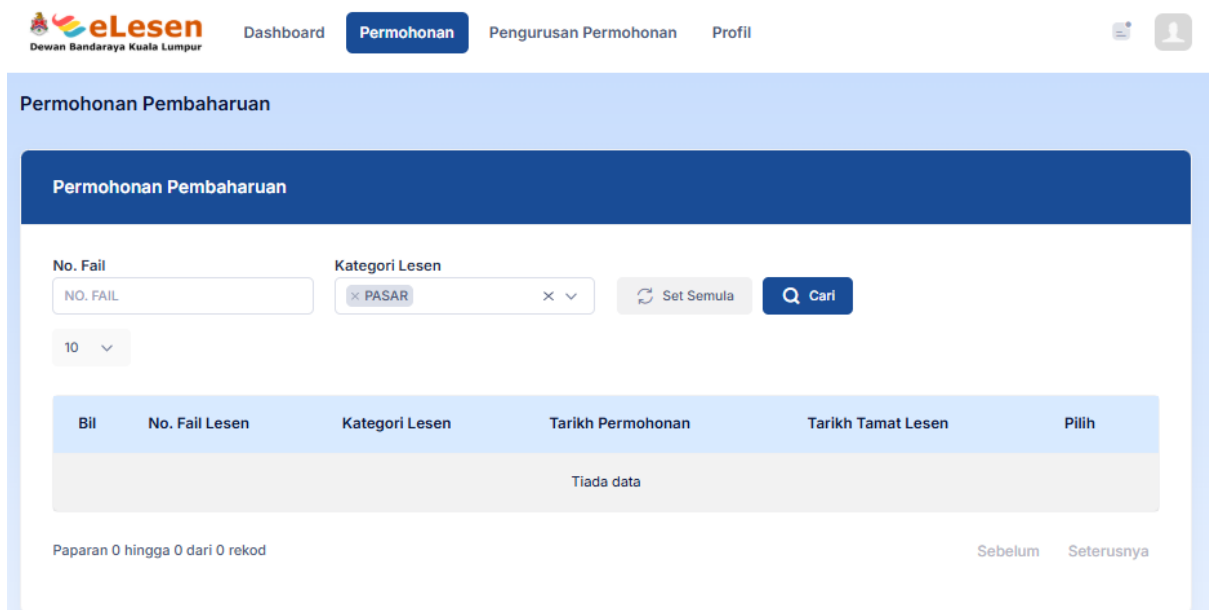 eLesen
Dewan Bandaraya Kuala Lumpur
Dashboard Permohonan Pengurusan Permohonan Profil
Permohonan Pembaharuan
Permohonan Pembaharuan
No. Fail Kategori Lesen
NO. FAIL × PASAR Set Semula Cari
10
Bil No. Fail Lesen Kategori Lesen Tarikh Permohonan Tarikh Tamat Lesen Pilih
Tiada data
Paparan 0 hingga 0 dari 0 rekod Sebelum Seterusnya